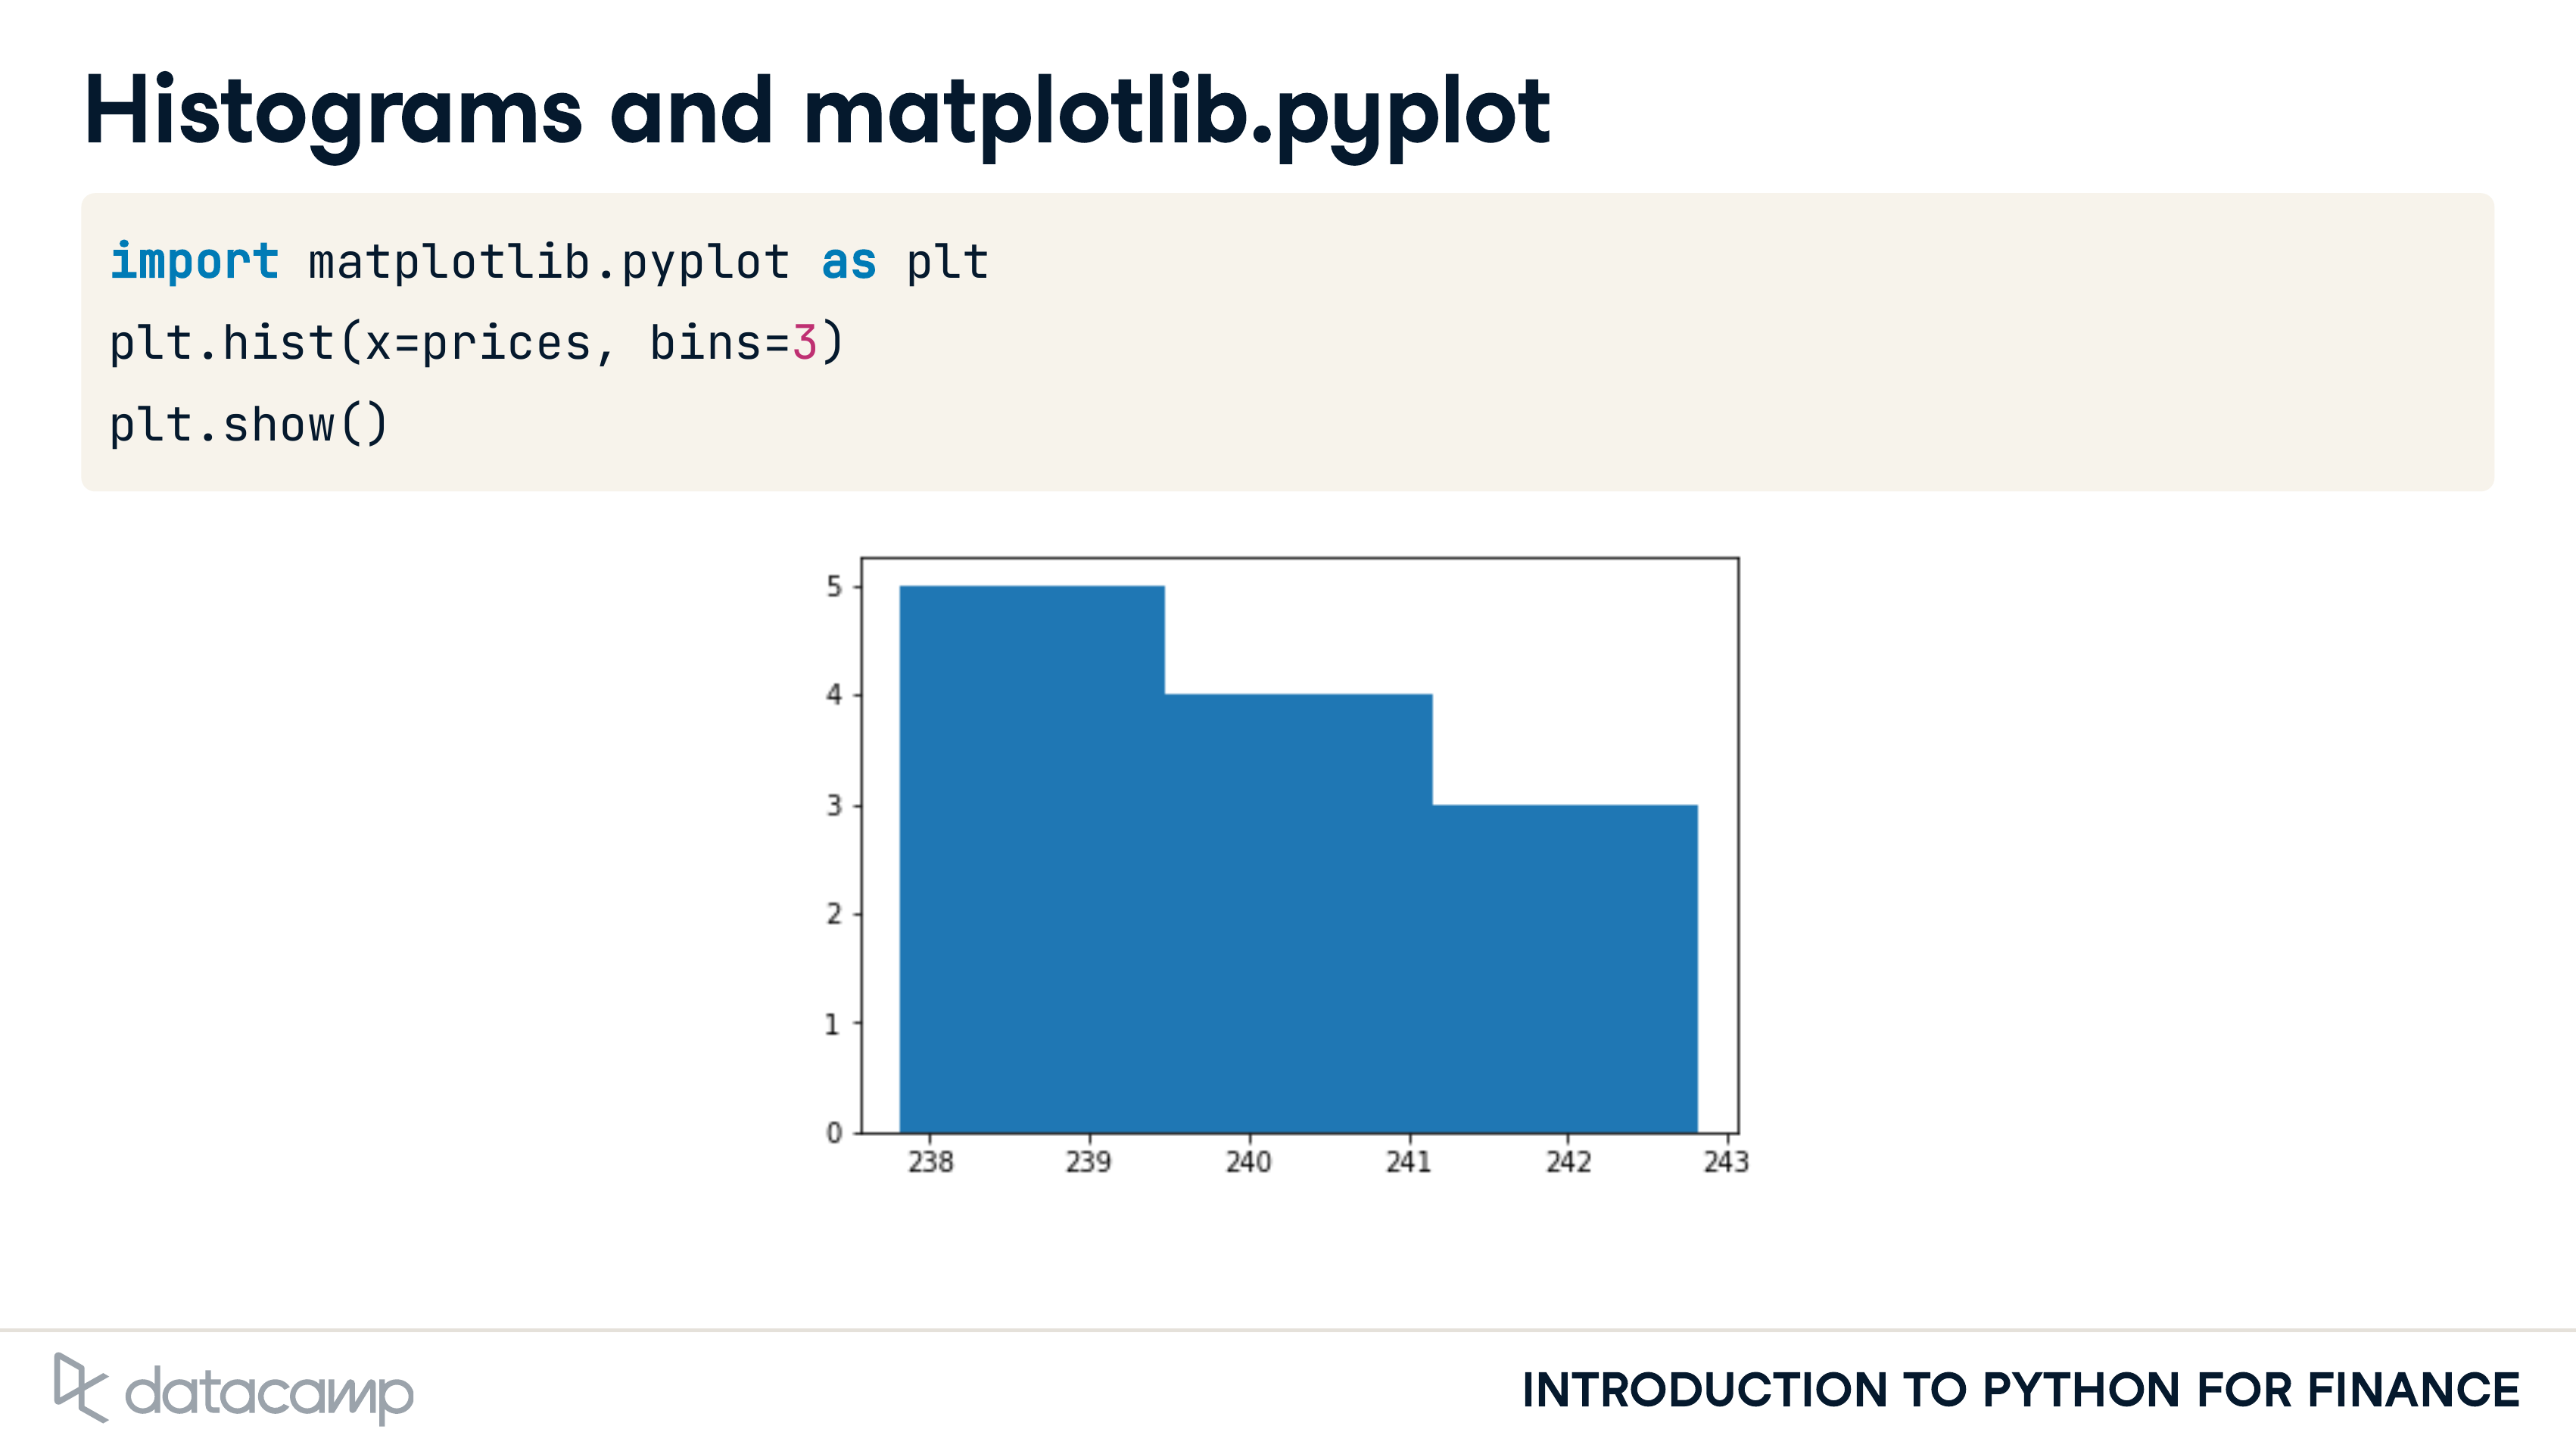 Histograms and matplotlib.pyplot
import matplotlib.pyplot as plt
plt.hist(x=prices, bins=3)
plt.show()
5
4
3
2
1
0
238 239 240 241 242 243
datacamp
INTRODUCTION TO PYTHON FOR FINANCE